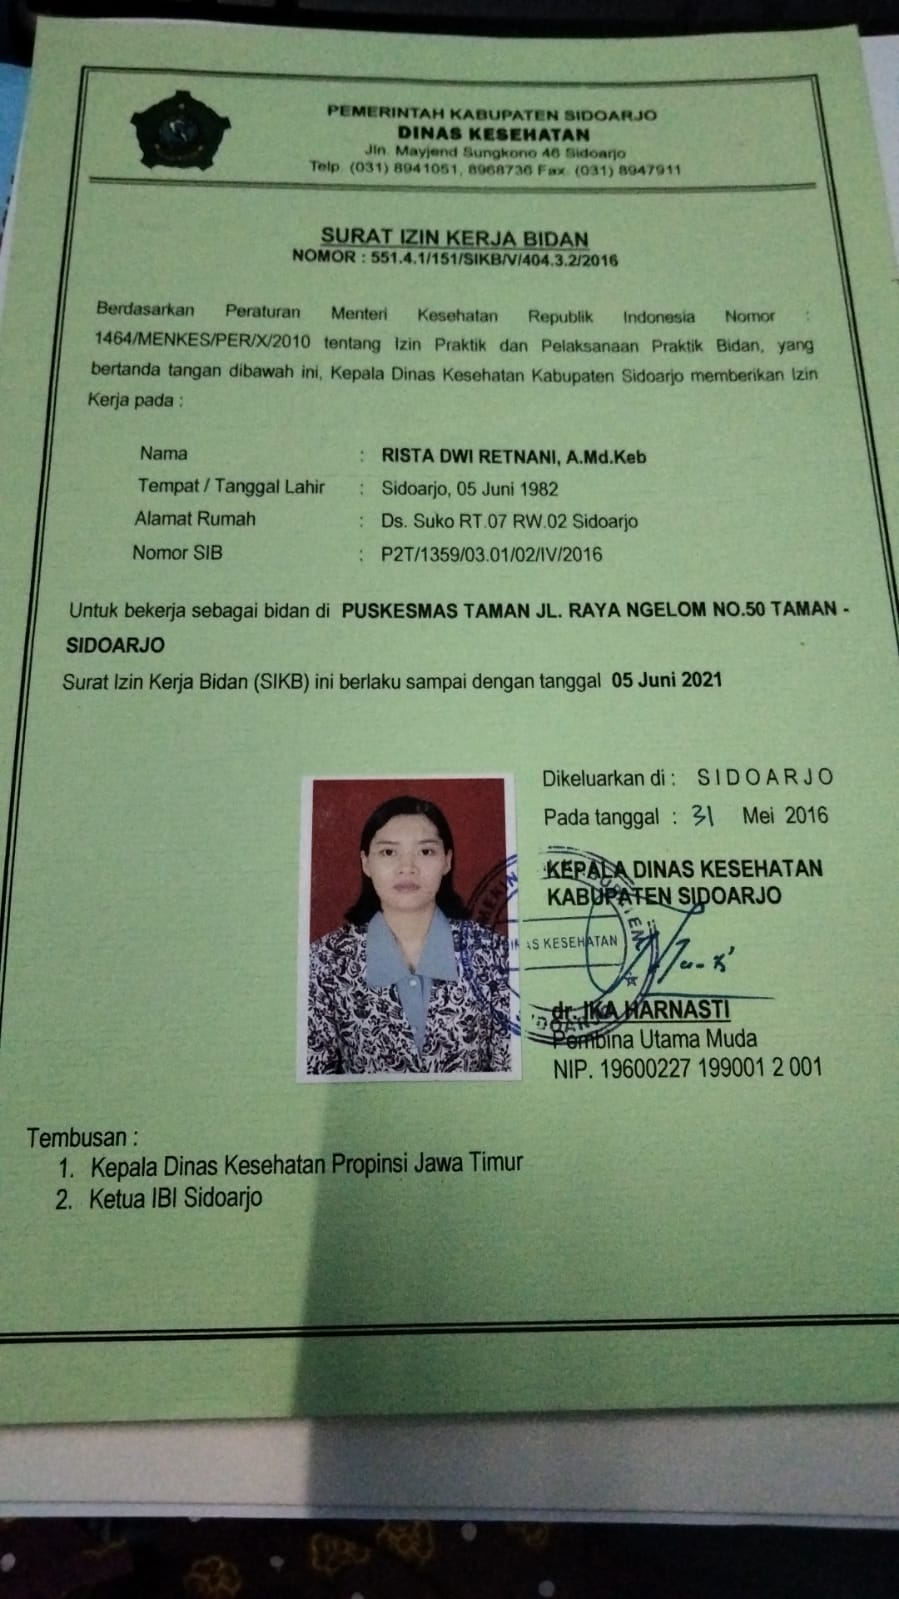 PEMERINTAH KABUPATEN SIDOARJO
DINAS KESEHATAN
Jln. Mayjend Sungkono 46 Sidoarjo
Telp. (031) 8941051, 8968736 Fax. (031) 8947911
SURAT IZIN KERJA BIDAN
NOMOR : 551.4.1/151/SIKB/V/404.3.2/2016
Berdasarkan Peraturan Menteri Kesehatan Republik Indonesia Nomor :
1464/MENKES/PER/X/2010 tentang Izin Praktik dan Pelaksanaan Praktik Bidan, yang
bertanda tangan dibawah ini, Kepala Dinas Kesehatan Kabupaten Sidoarjo memberikan Izin
Kerja pada :
Nama : RISTA DWI RETNANI, A.Md.Keb
Tempat / Tanggal Lahir : Sidoarjo, 05 Juni 1982
Alamat Rumah : Ds. Suko RT.07 RW.02 Sidoarjo
Nomor SIB : P2T/1359/03.01/02/IV/2016
Untuk bekerja sebagai bidan di PUSKESMAS TAMAN JL. RAYA NGELOM NO.50 TAMAN -
SIDOARJO
Surat Izin Kerja Bidan (SIKB) ini berlaku sampai dengan tanggal 05 Juni 2021
Dikeluarkan di : SIDOARJO
Pada tanggal : 31 Mei 2016
KEPALA DINAS KESEHATAN
KABUPATEN SIDOARJO
AS KESEHATAN
dr. IKA HARNASTI
Pembina Utama Muda
NIP. 19600227 199001 2 001
Tembusan :
1. Kepala Dinas Kesehatan Propinsi Jawa Timur
2. Ketua IBI Sidoarjo